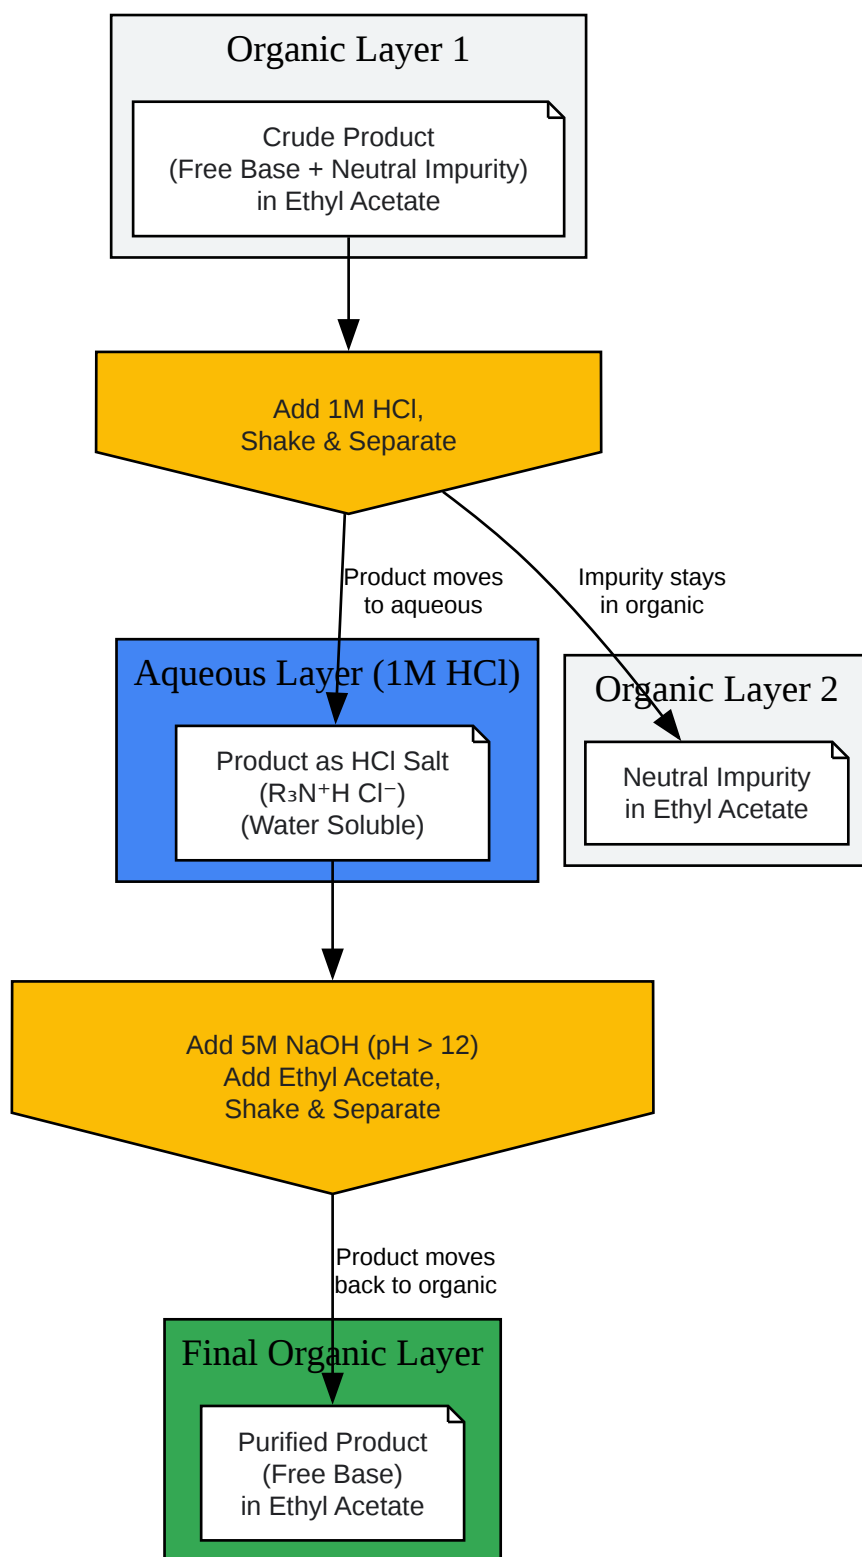 Organic Layer 1
Crude Product
(Free Base + Neutral Impurity)
in Ethyl Acetate
Add 1M HCl,
Shake & Separate
Product moves
to aqueous
Impurity stays
in organic
Aqueous Layer (1M HCl)
Product as HCl Salt
(R₃N⁺H Cl⁻)
(Water Soluble)
Organic Layer 2
Neutral Impurity
in Ethyl Acetate
Add 5M NaOH (pH > 12)
Add Ethyl Acetate,
Shake & Separate
Product moves
back to organic
Final Organic Layer
Purified Product
(Free Base)
in Ethyl Acetate